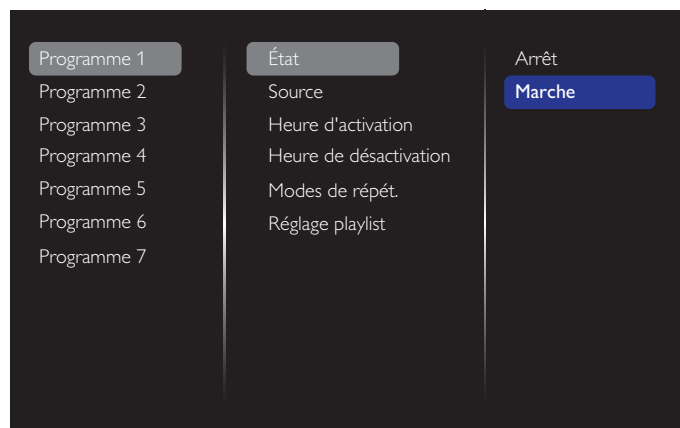 Programme 1
Programme 2
Programme 3
Programme 4
Programme 5
Programme 6
Programme 7
État
Source
Heure d'activation
Heure de désactivation
Modes de répét.
Réglage playlist
Arrêt
Marche